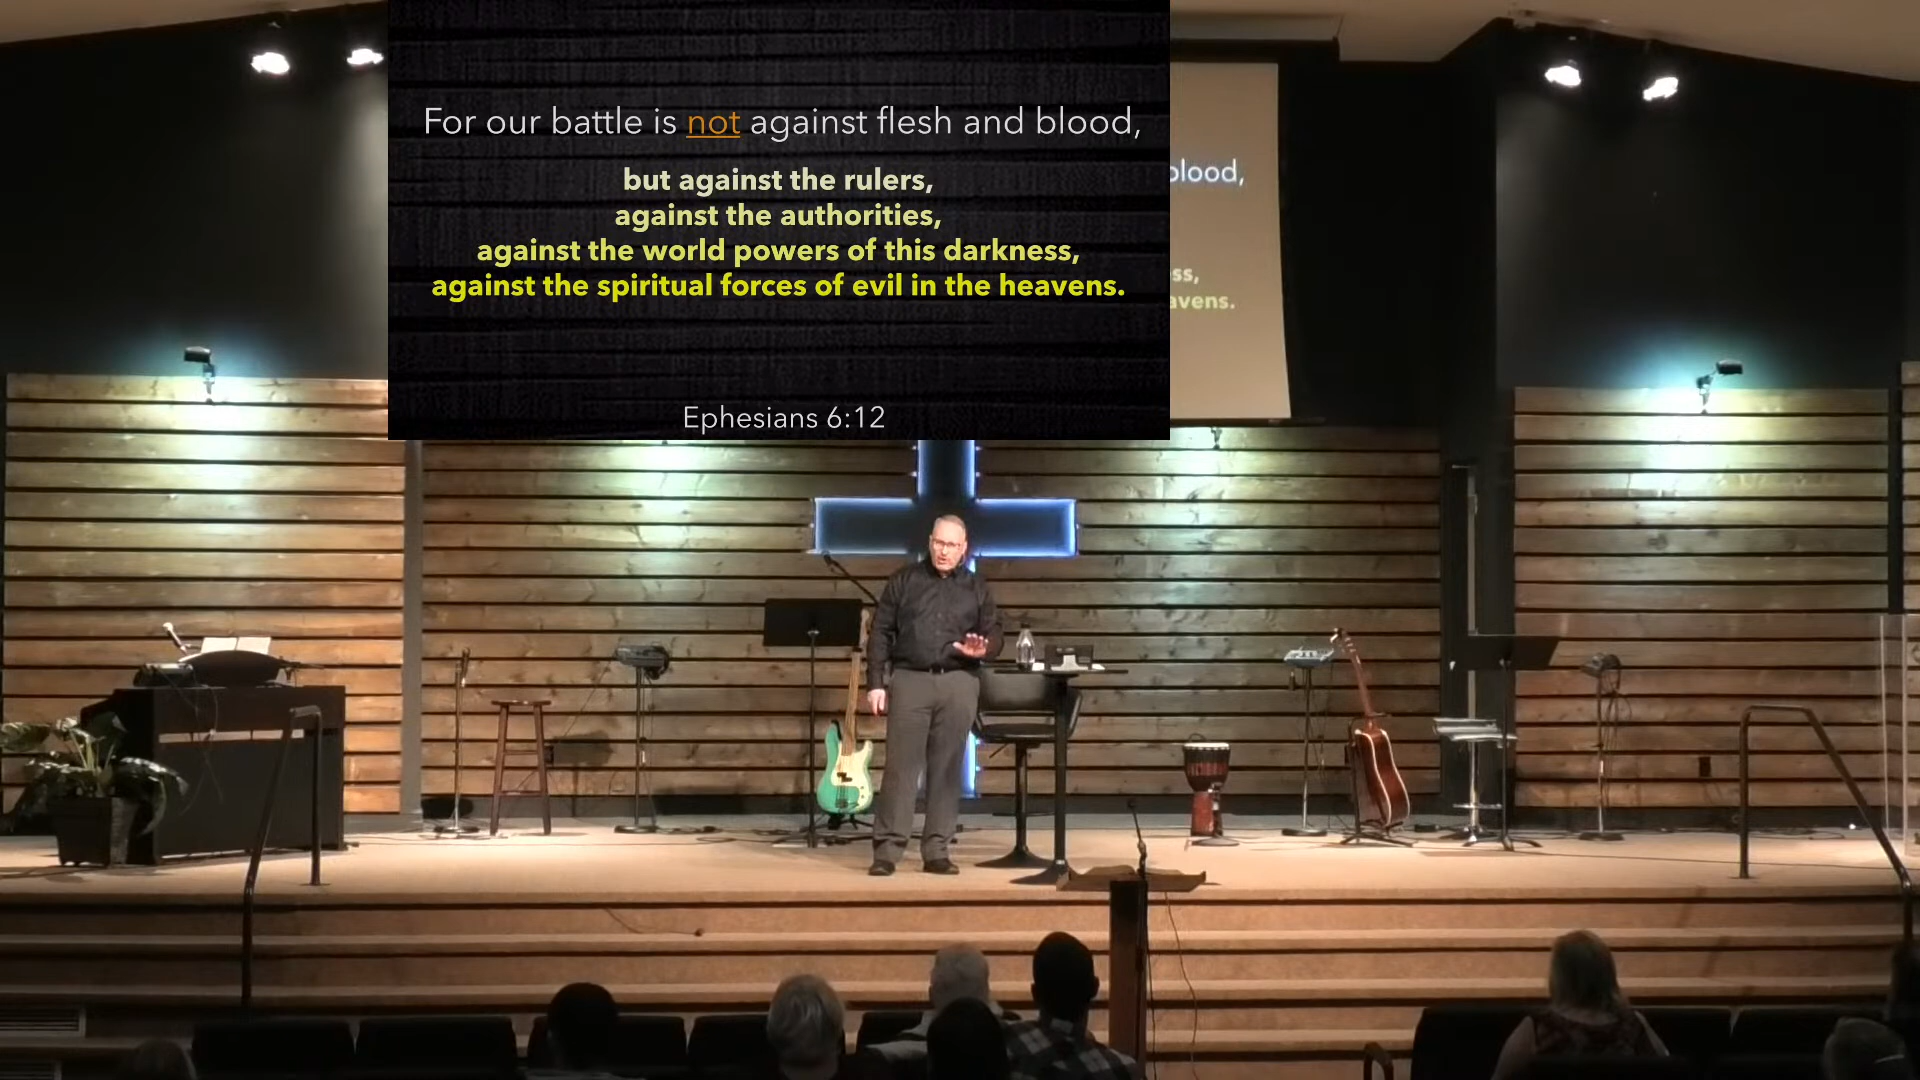 For our battle is not against flesh and blood,
but against the rulers,
against the authorities,
against the world powers of this darkness,
against the spiritual forces of evil in the heavens.
Ephesians 6:12
blood,
ss,
avens.